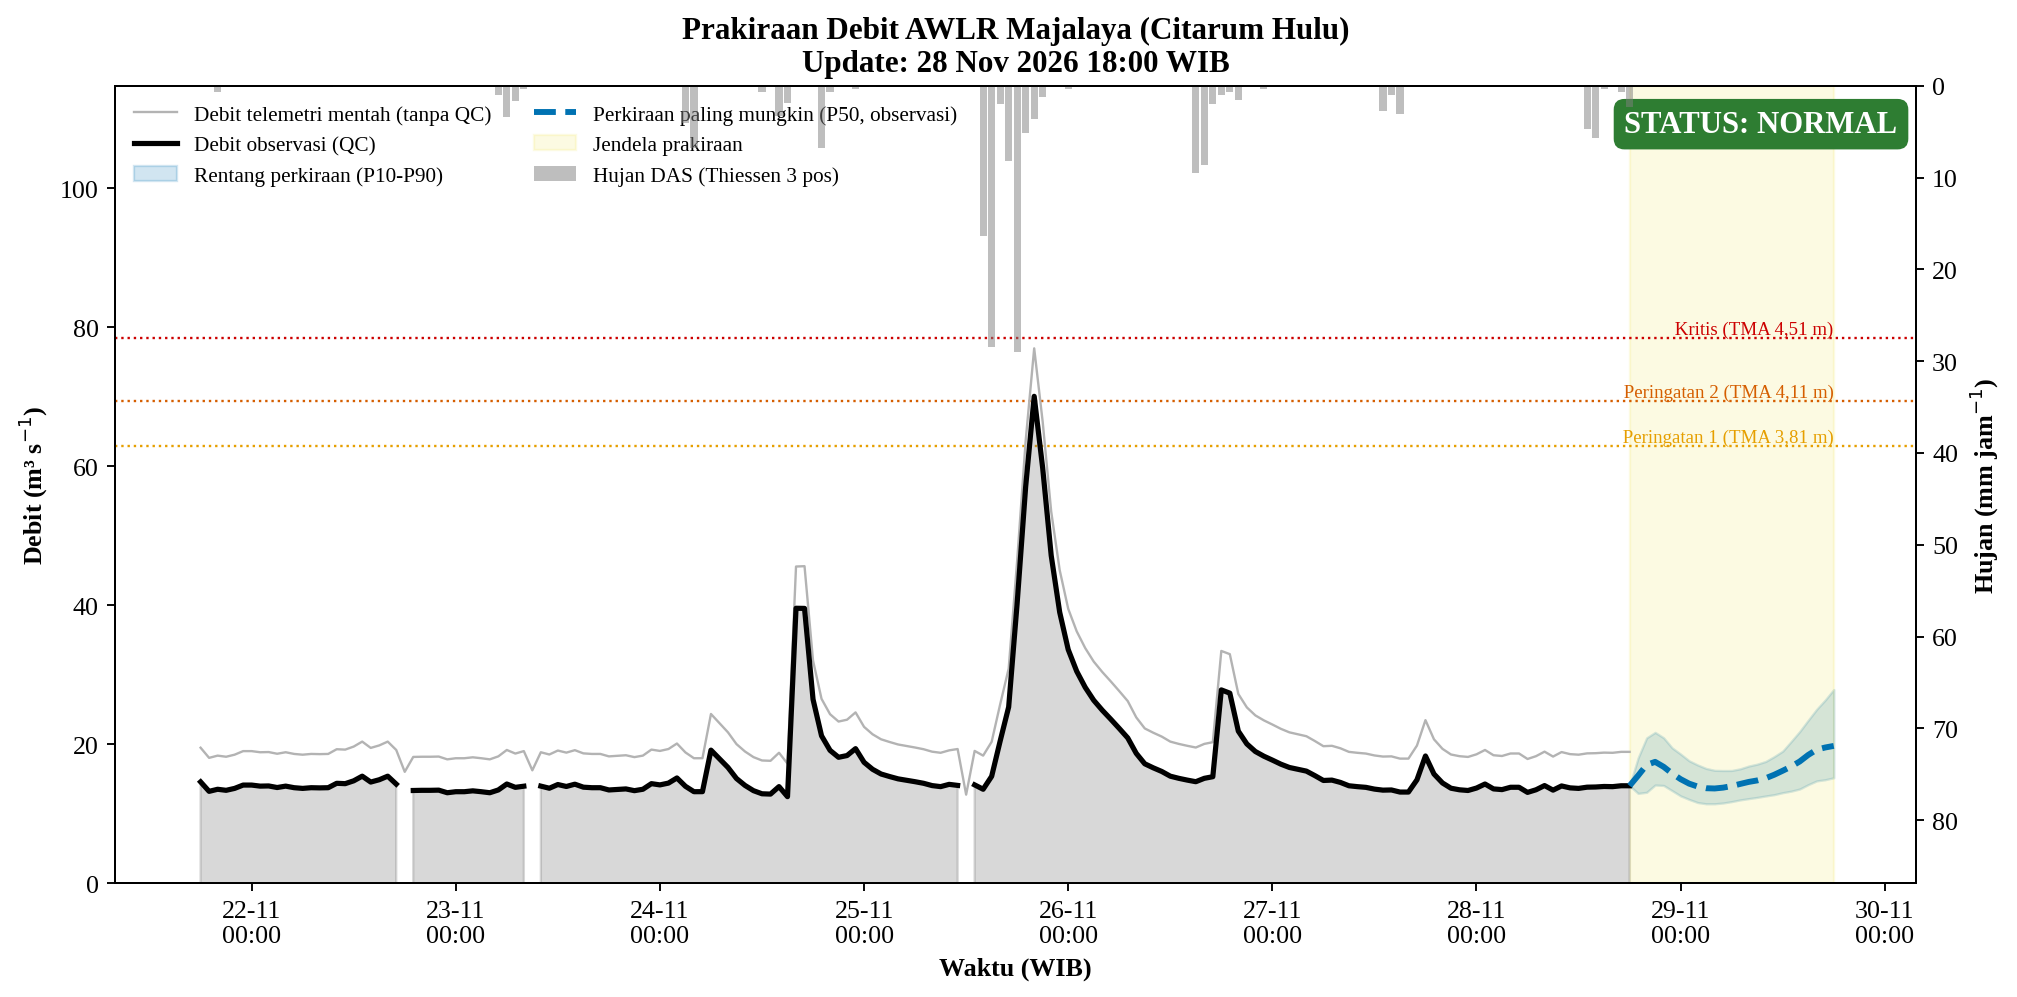 Prakiraan Debit AWLR Majalaya (Citarum Hulu)
Update: 28 Nov 2026 18:00 WIB
Debit telemetri mentah (tanpa QC)
Debit observasi (QC)
Rentang perkiraan (P10-P90)
Perkiraan paling mungkin (P50, observasi)
Jendela prakiraan
Hujan DAS (Thiessen 3 pos)
STATUS: NORMAL
Kritis (TMA 4,51 m)
Peringatan 2 (TMA 4,11 m)
Peringatan 1 (TMA 3,81 m)
Debit (m³ s⁻¹)
100
80
60
40
20
0
Hujan (mm jam⁻¹)
0
10
20
30
40
50
60
70
80
22-11
00:00
23-11
00:00
24-11
00:00
25-11
00:00
26-11
00:00
27-11
00:00
28-11
00:00
29-11
00:00
30-11
00:00
Waktu (WIB)